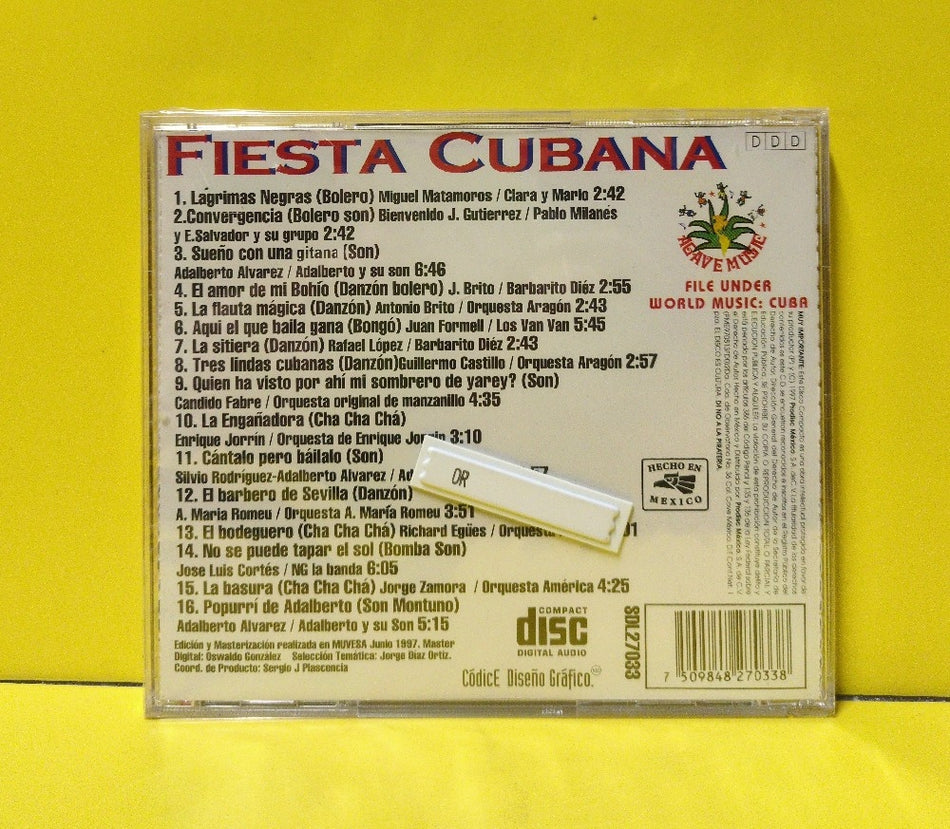 FIESTA CUBANA
D D D
1. Lágrimas Negras (Bolero) Miguel Matamoros / Clara y Mario 2:42
2.Convergencia (Bolero son) Bienvenido J. Gutierrez / Pablo Milanés
y E.Salvador y su grupo 2:42
3. Sueño con una gitana (Son)
Adalberto Alvarez / Adalberto y su son 6:46
4. El amor de mi Bohío (Danzón bolero) J. Brito / Barbarito Diéz 2:55
5. La flauta mágica (Danzón) Antonio Brito / Orquesta Aragón 2:43
6. Aqui el que baila gana (Bongó) Juan Formell / Los Van Van 5:45
7. La sitiera (Danzón) Rafael López / Barbarito Diéz 2:43
8. Tres lindas cubanas (Danzón)Guillermo Castillo / Orquesta Aragón 2:57
9. Quien ha visto por ahí mi sombrero de yarey? (Son)
Candido Fabre / Orquesta original de manzanillo 4:35
10. La Engañadora (Cha Cha Chá)
Enrique Jorrín / Orquesta de Enrique Jorrín 3:10
11. Cántalo pero báilalo (Son)
Silvio Rodríguez-Adalberto Alvarez /
12. El barbero de Sevilla (Danzón)
A. Maria Romeu / Orquesta A. María Romeu 3:51
13. El bodeguero (Cha Cha Chá) Richard Egües /
14. No se puede tapar el sol (Bomba Son)
Jose Luis Cortés / NG la banda 6:05
15. La basura (Cha Cha Chá) Jorge Zamora / Orquesta América 4:25
16. Popurrí de Adalberto (Son Montuno)
Adalberto Alvarez / Adalberto y su Son 5:15
Edición y Masterización realizada en MUVESA Junio 1997. Master
Digital: Oswaldo González Selección Temática: Jorge Díaz Ortiz.
Coord. de Producto: Sergio J Plascencia
CódicE Diseño Gráfico.
COMPACT
disc
DIGITAL AUDIO
DR
AGAVE MUSIC
FILE UNDER
WORLD MUSIC: CUBA
HECHO EN
MEXICO
SDL27033
7 509848 270338